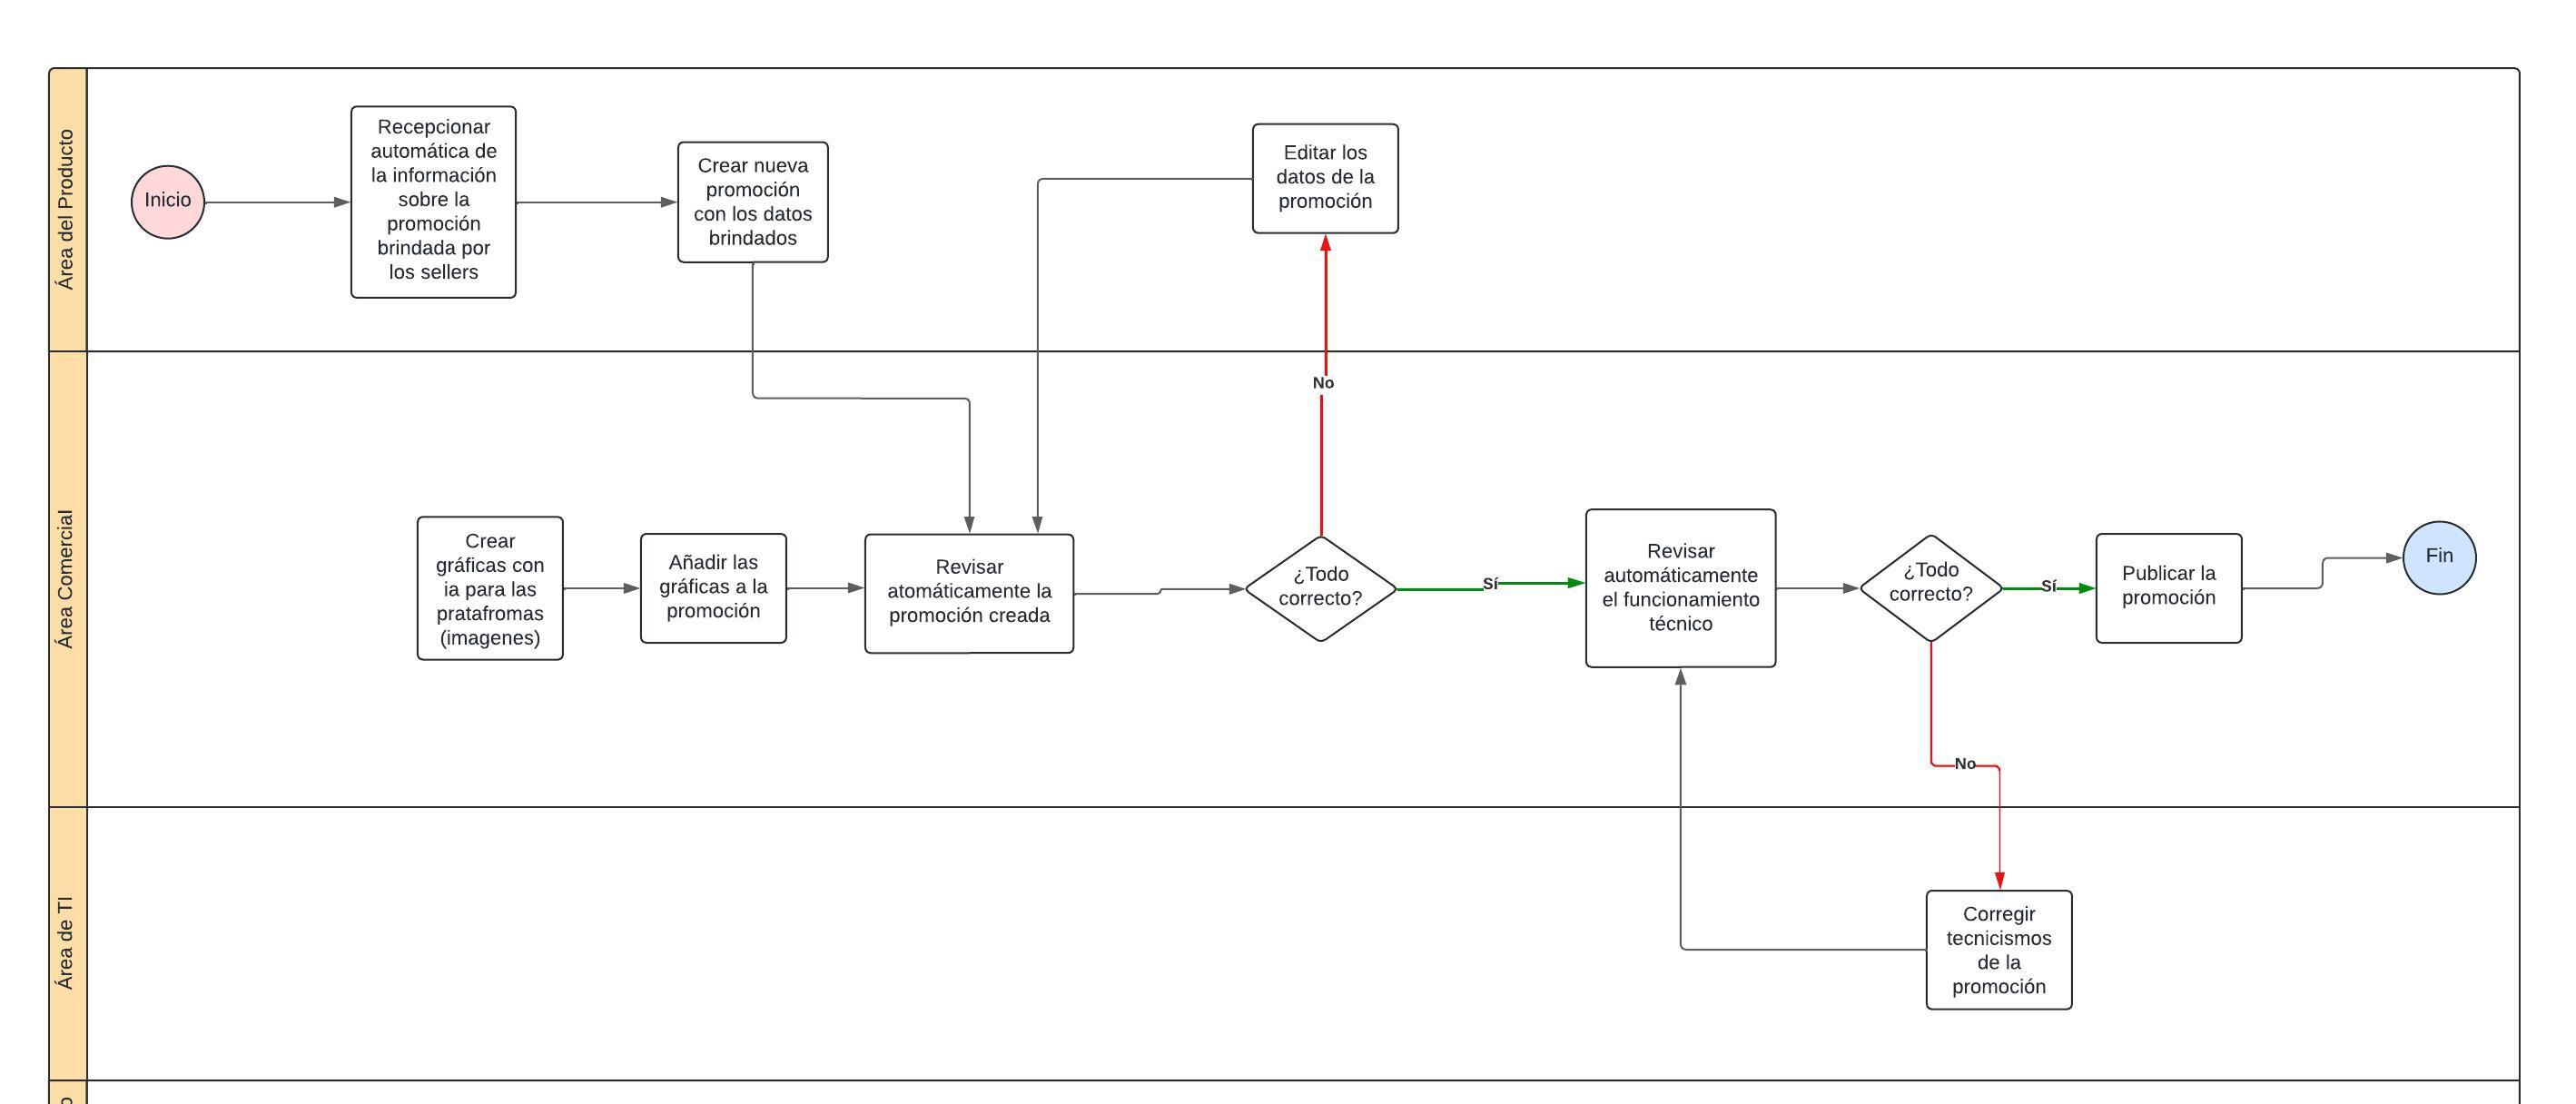 Área del Producto
Inicio
Recepcionar
automática de
la información
sobre la
promoción
brindada por
los sellers
Crear nueva
promoción
con los datos
brindados
Editar los
datos de la
promoción
No
Área Comercial
Crear
gráficas con
ia para las
pratafromas
(imagenes)
Añadir las
gráficas a la
promoción
Revisar
atomáticamente la
promoción creada
¿Todo
correcto?
Sí
Revisar
automáticamente
el funcionamiento
técnico
¿Todo
correcto?
Sí
Publicar la
promoción
Fin
No
Área de TI
Corregir
tecnicismos
de la
promoción